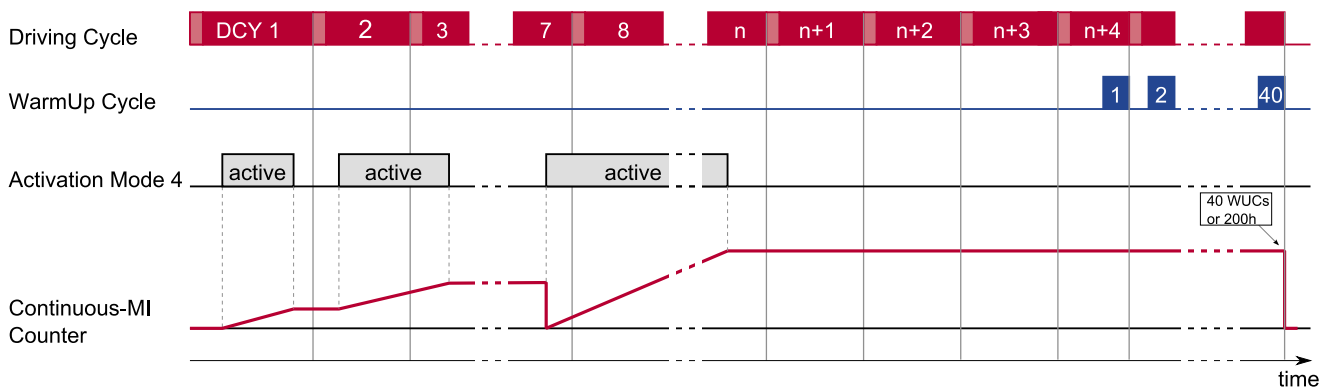 Driving Cycle
DCY 1
2
3
7
8
n
n+1
n+2
n+3
n+4
WarmUp Cycle
1
2
40
Activation Mode 4
active
active
active
40 WUCs
or 200h
Continuous-MI
Counter
time